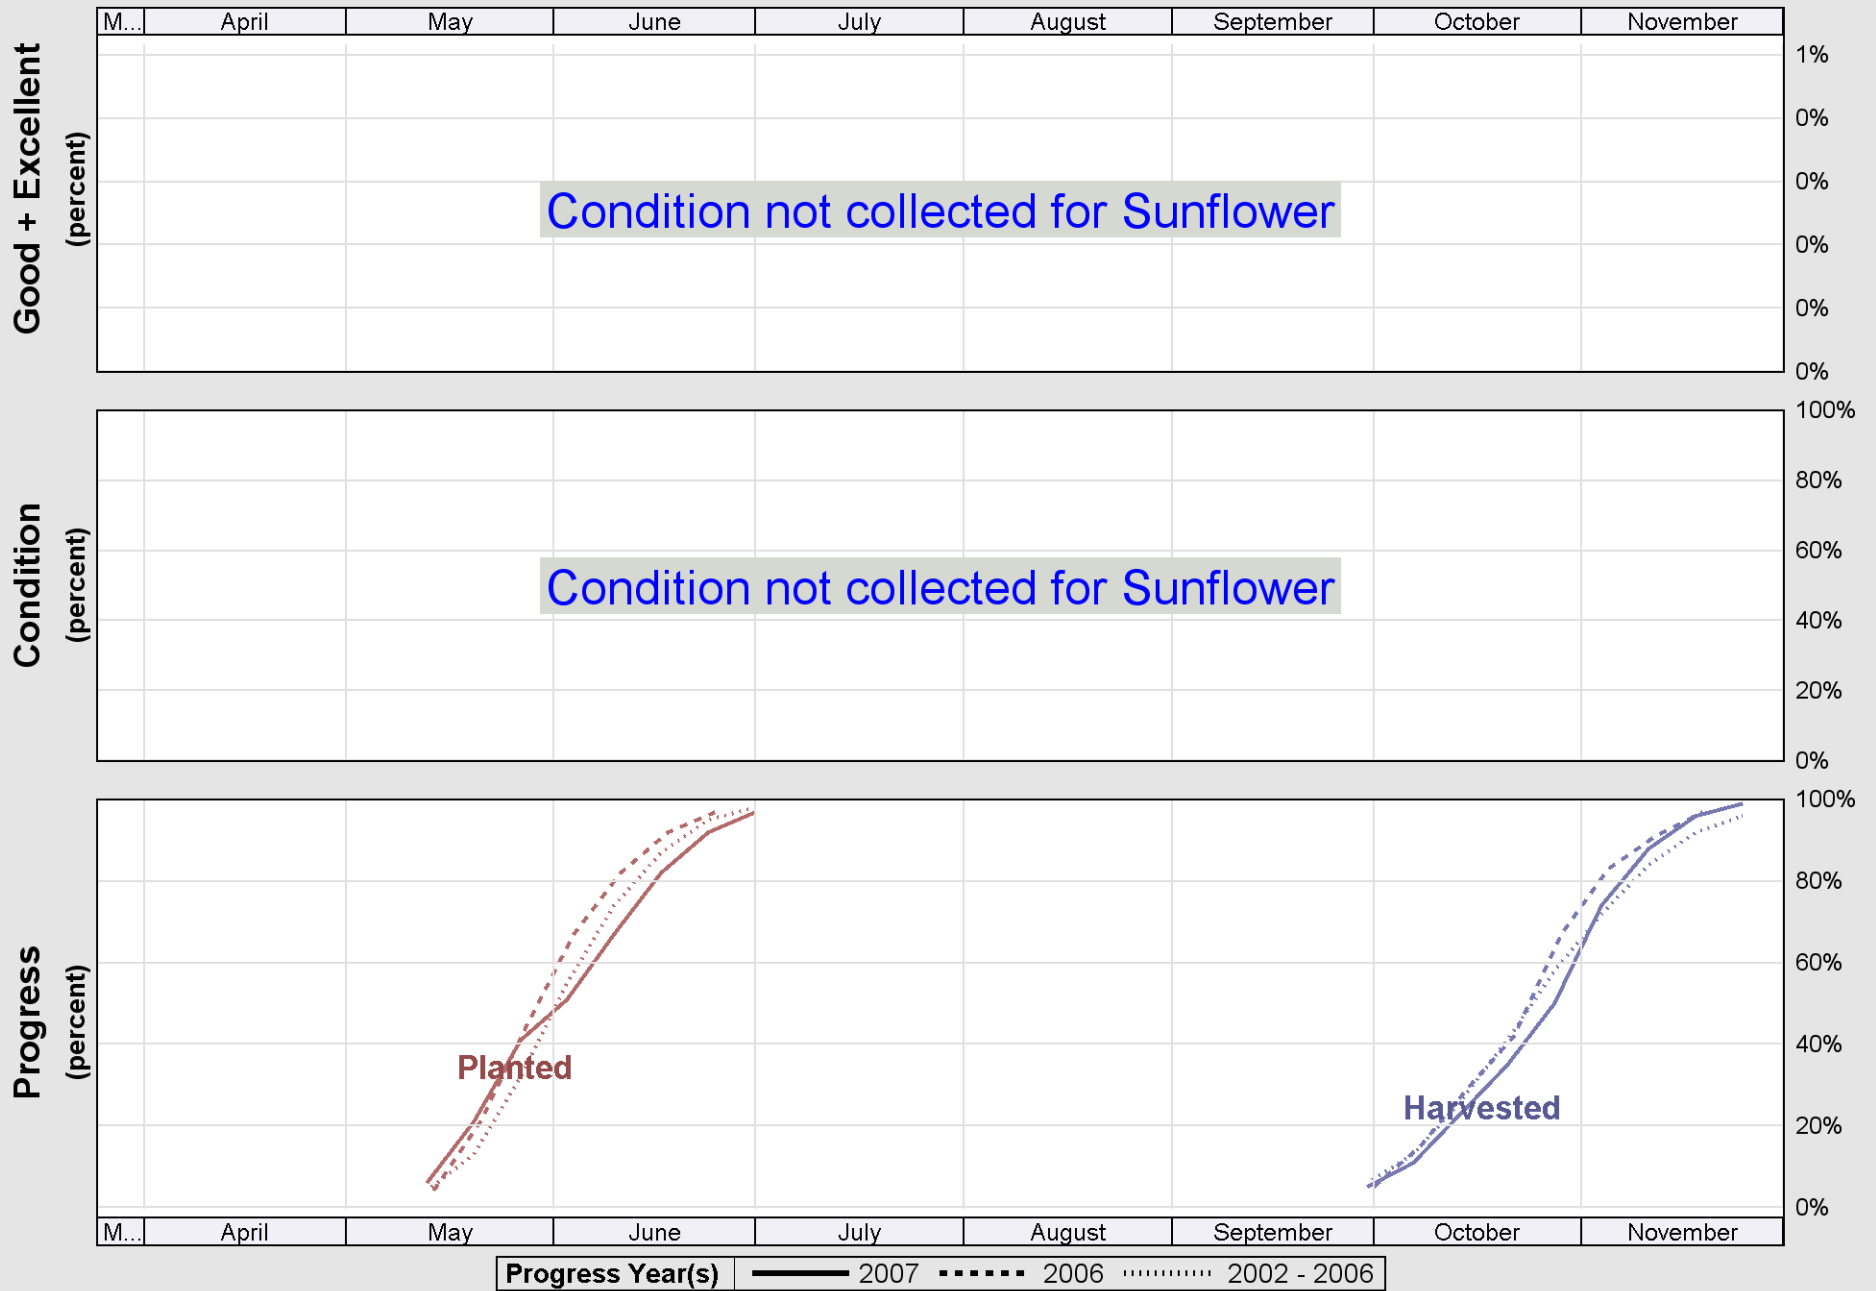 M... April May June July August September October November
Good + Excellent
(percent)
1%
0%
0%
0%
0%
0%
Condition not collected for Sunflower
Condition
(percent)
100%
80%
60%
40%
20%
0%
Condition not collected for Sunflower
Progress
(percent)
100%
80%
60%
40%
20%
0%
Planted
Harvested
M... April May June July August September October November
Progress Year(s) 2007 2006 2002 - 2006